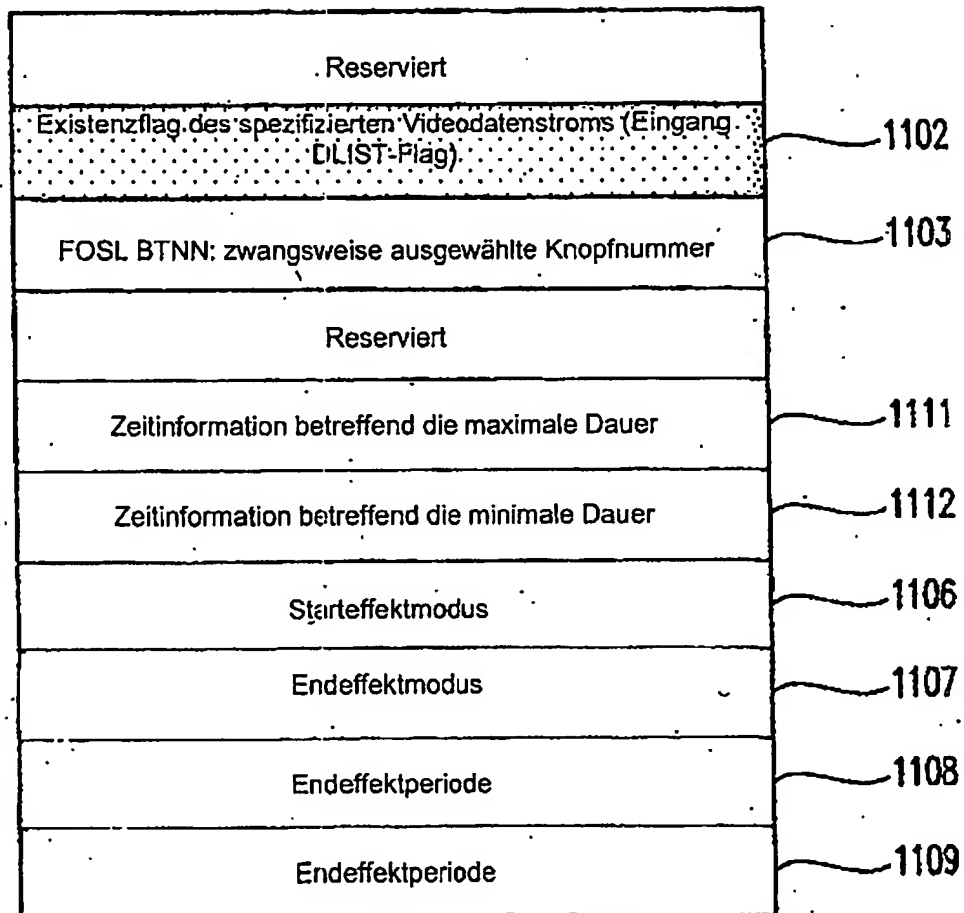 Reserviert
Existenzflag des spezifizierten Videodatenstroms (Eingang
DLIST-Flag)
1102
FOSL BTNN: zwangsweise ausgewählte Knopfnummer
1103
Reserviert
Zeitinformation betreffend die maximale Dauer
1111
Zeitinformation betreffend die minimale Dauer
1112
Starteffektmodus
1106
Endeffektmodus
1107
Endeffektperiode
1108
Endeffektperiode
1109